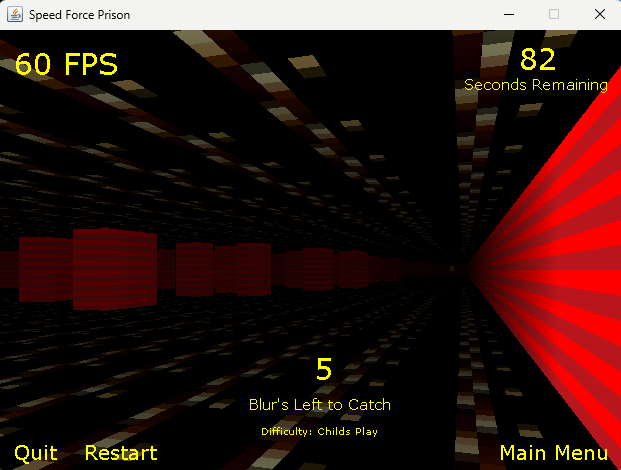 Speed Force Prison
60 FPS
82
Seconds Remaining
5
Blur's Left to Catch
Difficulty: Childs Play
Quit
Restart
Main Menu